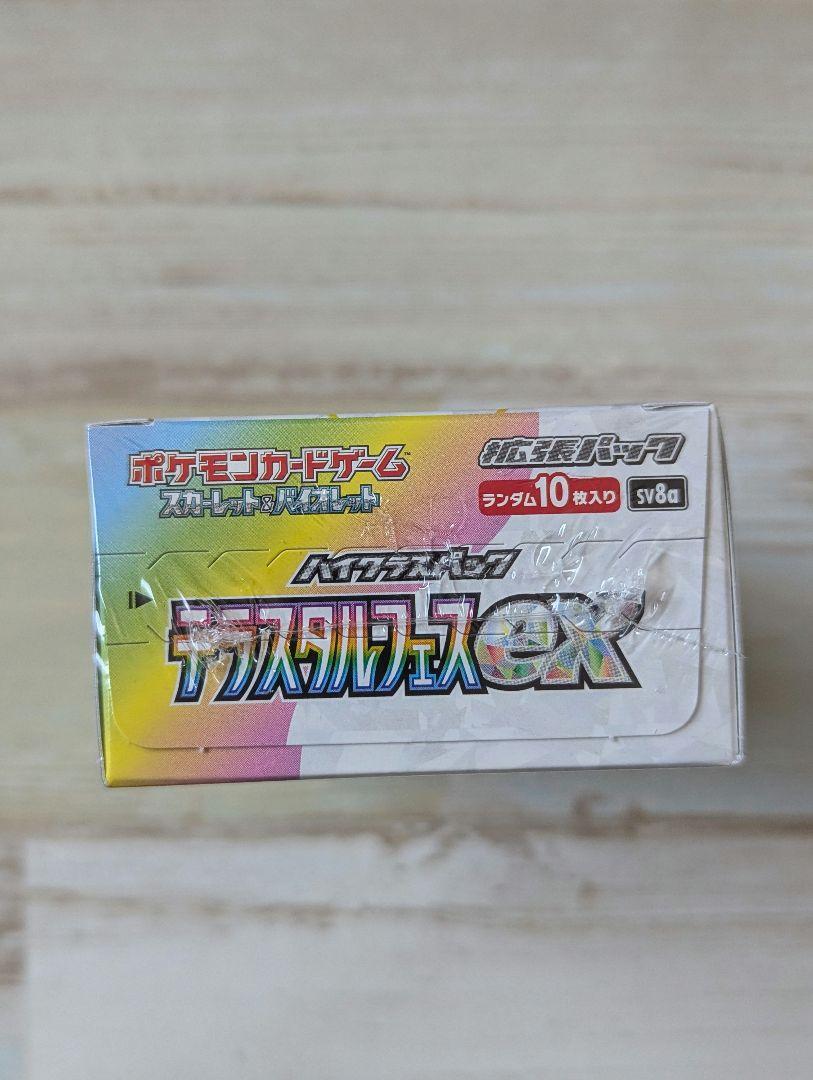 ポケモンカードゲーム™
スカーレット&バイオレット
拡張パック
ランダム10枚入り
SV8a
ハイクラスパック
テラスタルフェスex